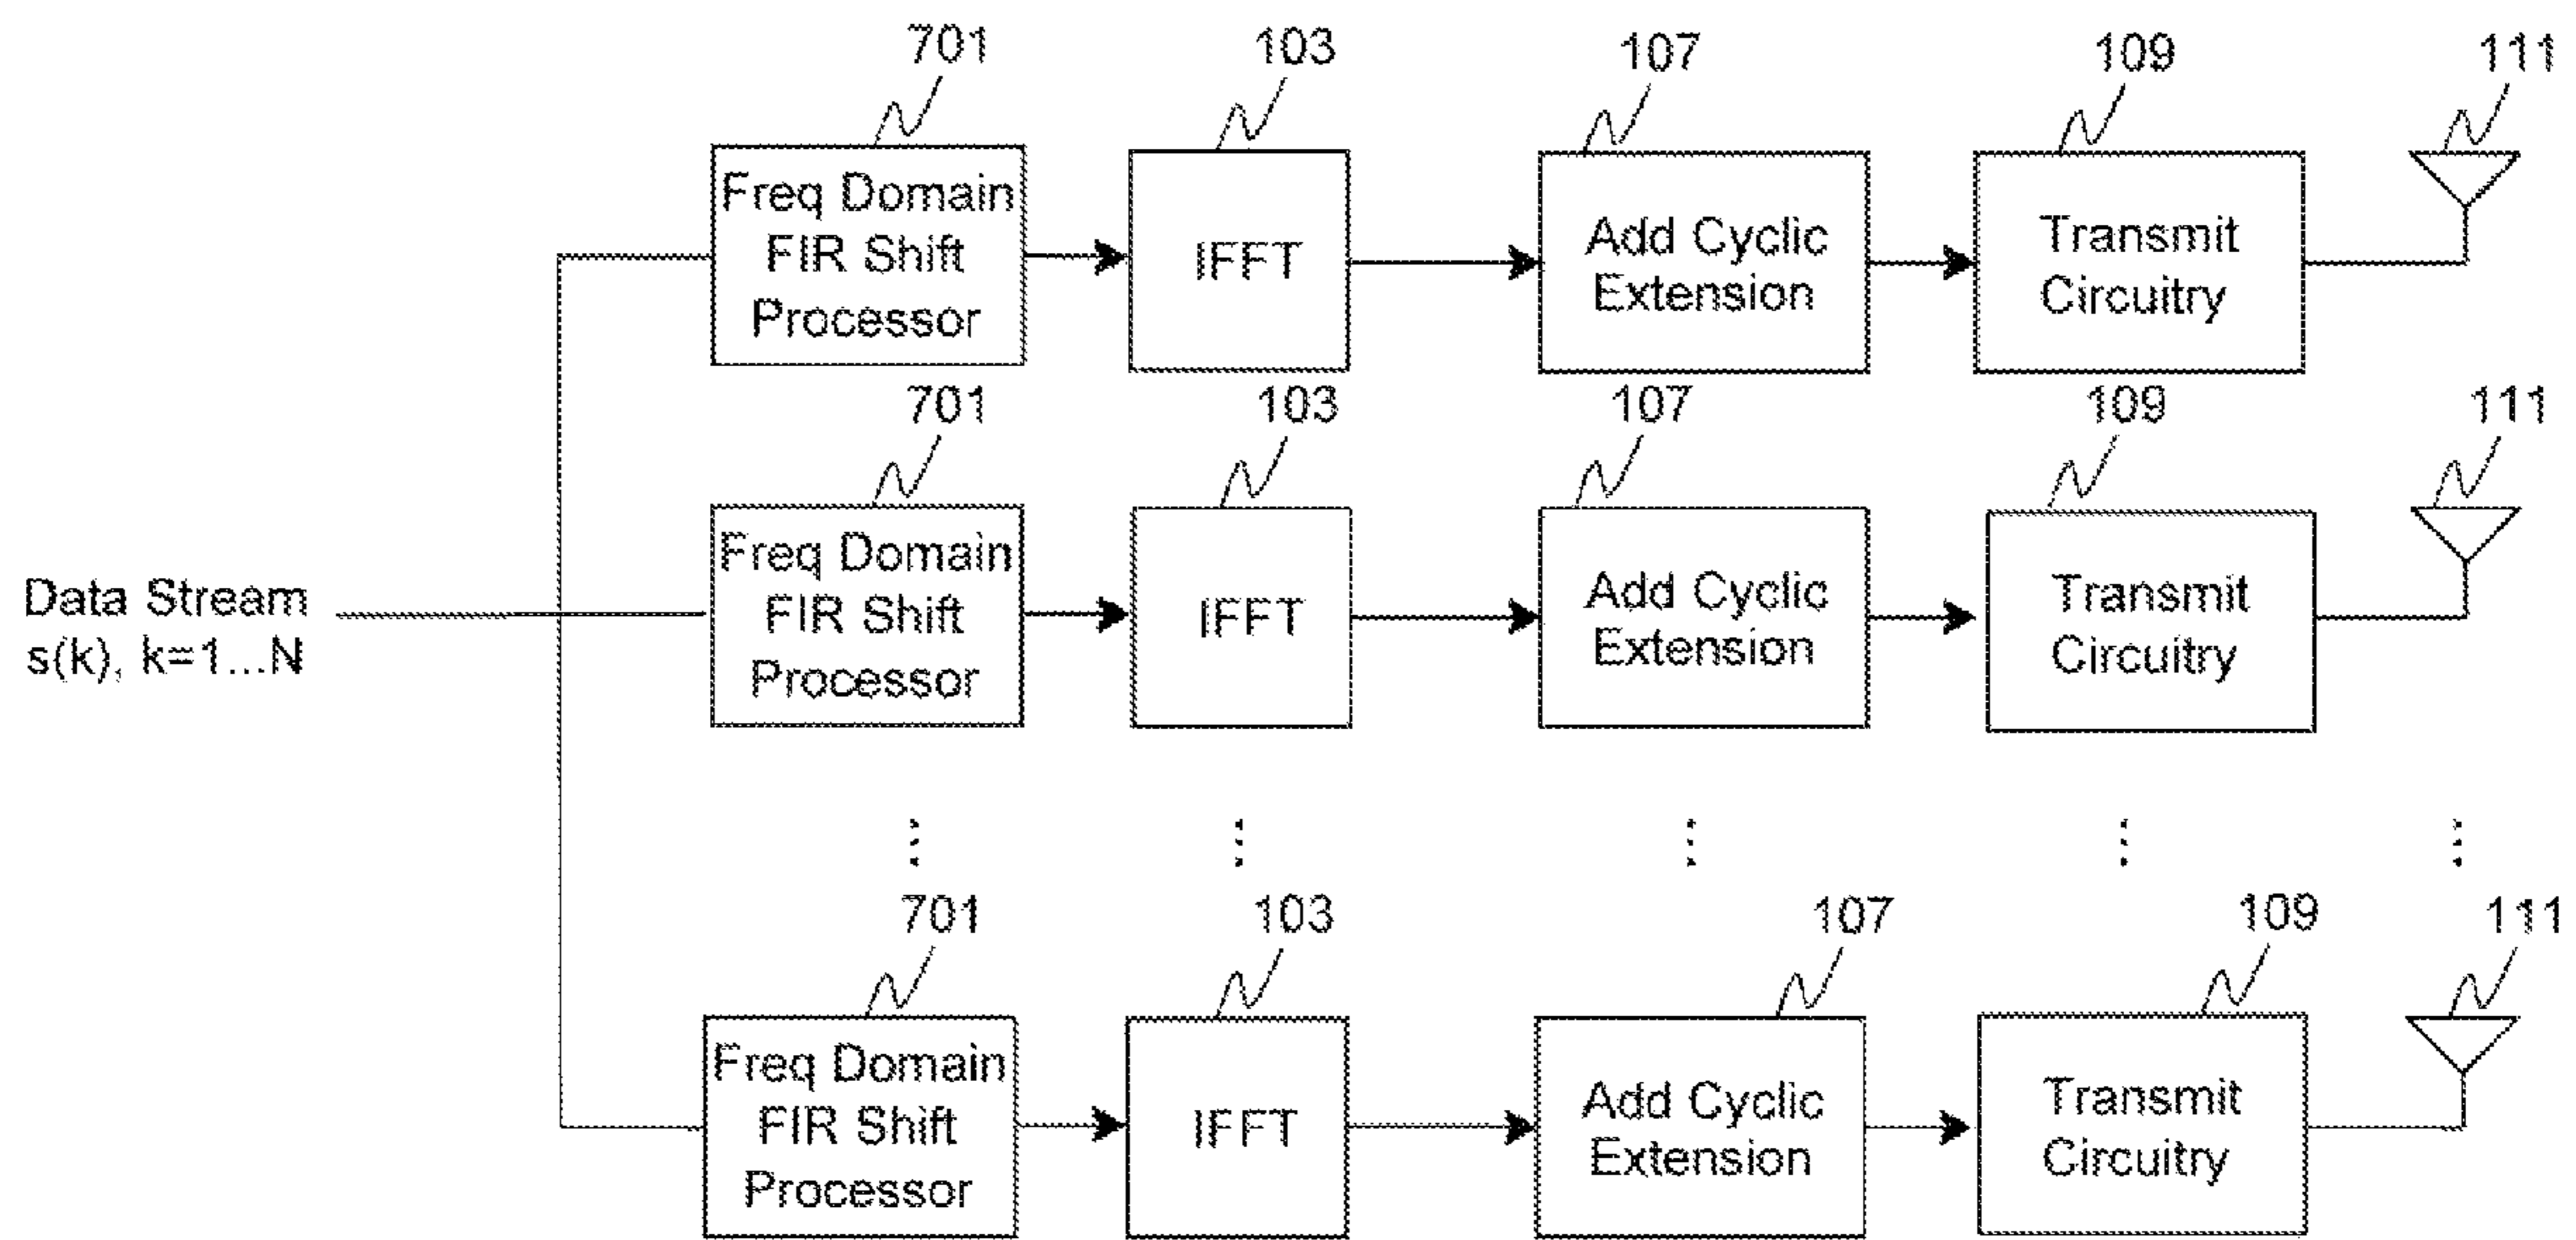 701
103
107
109
111
Freq Domain
FIR Shift
Processor
IFFT
Add Cyclic
Extension
Transmit
Circuitry
701
103
107
109
111
Data Stream
s(k), k=1...N
Freq Domain
FIR Shift
Processor
IFFT
Add Cyclic
Extension
Transmit
Circuitry
701
103
107
109
111
Freq Domain
FIR Shift
Processor
IFFT
Add Cyclic
Extension
Transmit
Circuitry